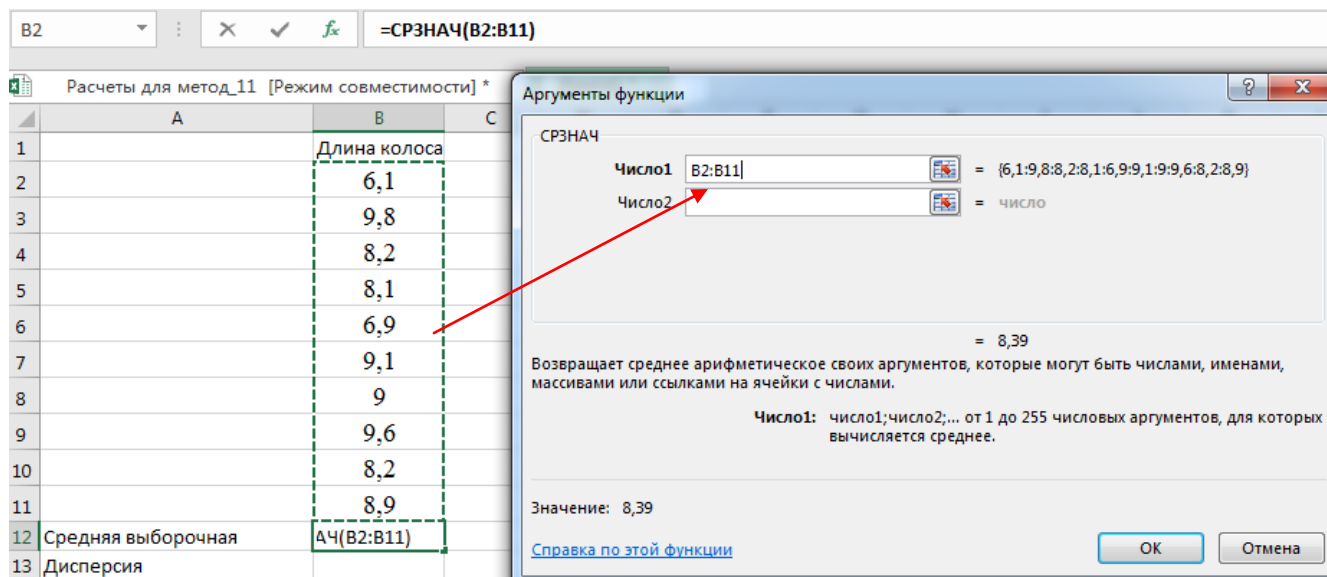 B2 fx =СРЗНАЧ(B2:B11)
Расчеты для метод_11 [Режим совместимости] *
A B C
1 Длина колоса
2 6,1
3 9,8
4 8,2
5 8,1
6 6,9
7 9,1
8 9
9 9,6
10 8,2
11 8,9
12 Средняя выборочная АЧ(B2:B11)
13 Дисперсия
Аргументы функции ? X
СРЗНАЧ
Число1 B2:B11 = {6,1:9,8:8,2:8,1:6,9:9,1:9:9,6:8,2:8,9}
Число2 = число
= 8,39
Возвращает среднее арифметическое своих аргументов, которые могут быть числами, именами,
массивами или ссылками на ячейки с числами.
Число1: число1;число2;... от 1 до 255 числовых аргументов, для которых
вычисляется среднее.
Значение: 8,39
Справка по этой функции
ОК Отмена